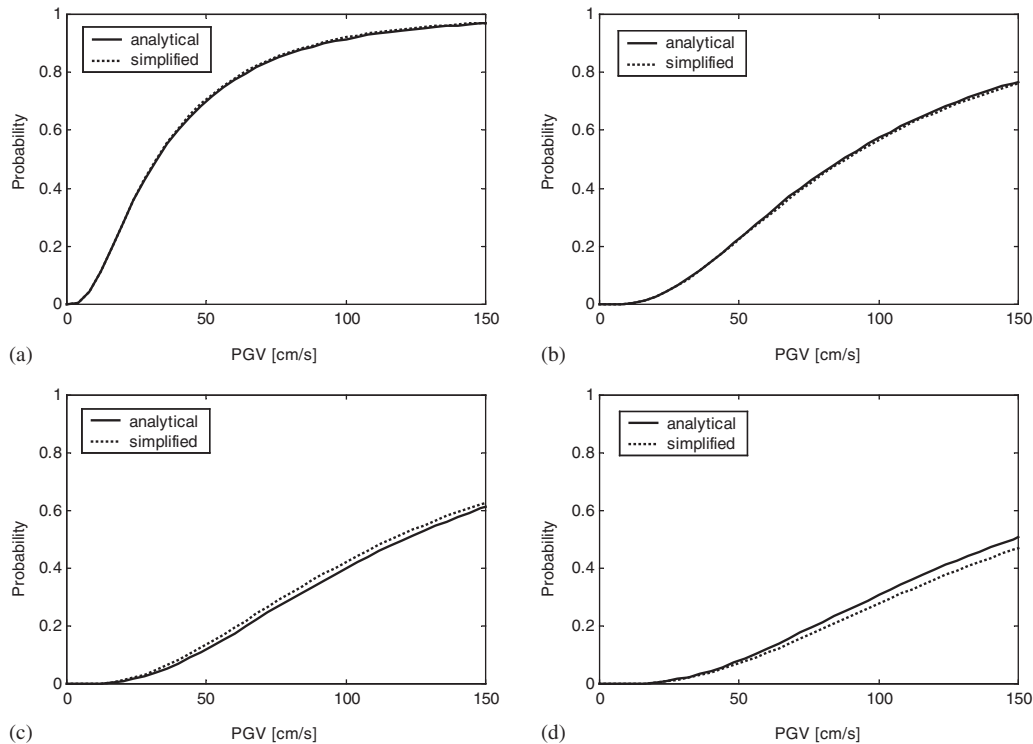 1
0.8
0.6
0.4
0.2
0
Probability
analytical
simplified
0
50
100
150
PGV [cm/s]
(a)
1
0.8
0.6
0.4
0.2
0
Probability
analytical
simplified
0
50
100
150
PGV [cm/s]
(b)
1
0.8
0.6
0.4
0.2
0
Probability
analytical
simplified
0
50
100
150
PGV [cm/s]
(c)
1
0.8
0.6
0.4
0.2
0
Probability
analytical
simplified
0
50
100
150
PGV [cm/s]
(d)